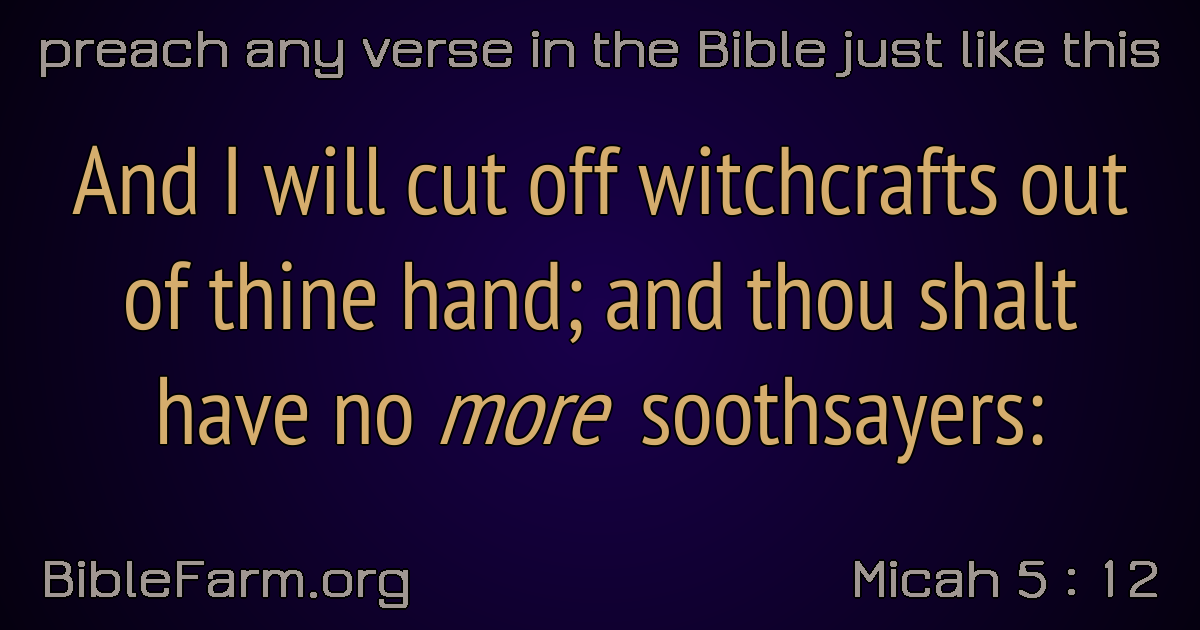 preach any verse in the Bible just like this
And I will cut off witchcrafts out
of thine hand; and thou shalt
have no more soothsayers:
BibleFarm.org
Micah 5 : 12